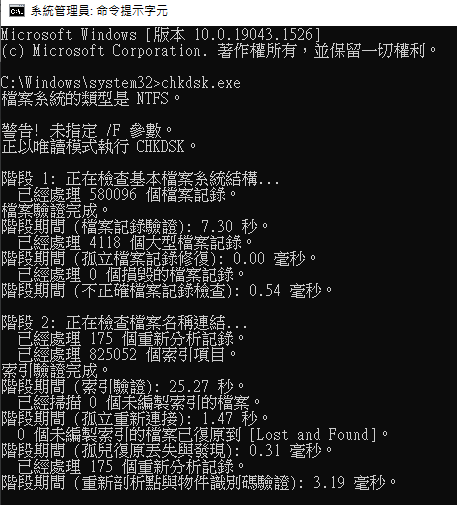 系統管理員: 命令提示字元
Microsoft Windows [版本 10.0.19043.1526]
(c) Microsoft Corporation. 著作權所有，並保留一切權利。
C:\Windows\system32>chkdsk.exe
檔案系統的類型是 NTFS。
警告! 未指定 /F 參數。
正以唯讀模式執行 CHKDSK。
階段 1: 正在檢查基本檔案系統結構...
已經處理 580096 個檔案記錄。
檔案驗證完成。
階段期間 (檔案記錄驗證): 7.30 秒。
已經處理 4118 個大型檔案記錄。
階段期間 (孤立檔案記錄修復): 0.00 毫秒。
已經處理 0 個損毀的檔案記錄。
階段期間 (不正確檔案記錄檢查): 0.54 毫秒。
階段 2: 正在檢查檔案名稱連結...
已經處理 175 個重新分析記錄。
已經處理 825052 個索引項目。
索引驗證完成。
階段期間 (索引驗證): 25.27 秒。
已經掃描 0 個未編製索引的檔案。
階段期間 (孤立重新連接): 1.47 秒。
0 個未編製索引的檔案已復原到 [Lost and Found]。
階段期間 (孤兒復原丟失與發現): 0.31 毫秒。
已經處理 175 個重新分析記錄。
階段期間 (重新剖析點與物件識別碼驗證): 3.19 毫秒。